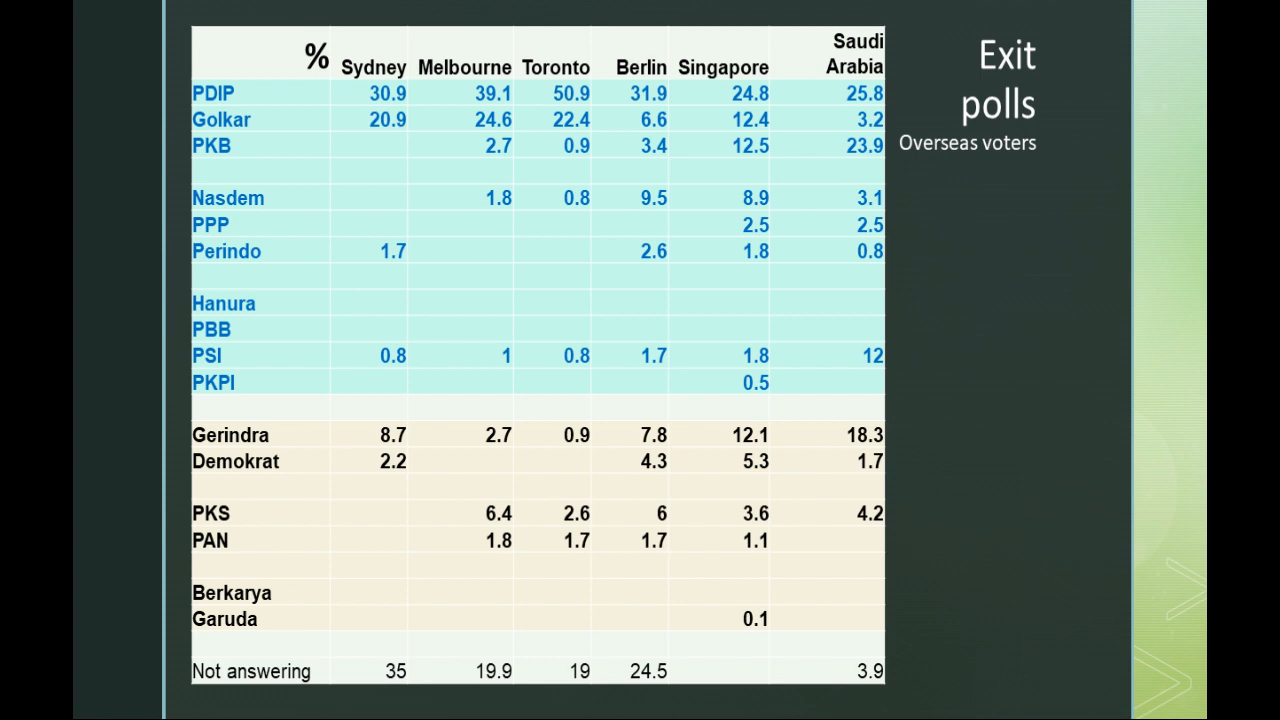 Exit
polls
Overseas voters
% Sydney Melbourne Toronto Berlin Singapore Saudi Arabia
PDIP 30.9 39.1 50.9 31.9 24.8 25.8
Golkar 20.9 24.6 22.4 6.6 12.4 3.2
PKB 2.7 0.9 3.4 12.5 23.9
Nasdem 1.8 0.8 9.5 8.9 3.1
PPP 2.5 2.5
Perindo 1.7 2.6 1.8 0.8
Hanura
PBB
PSI 0.8 1 0.8 1.7 1.8 12
PKPI 0.5
Gerindra 8.7 2.7 0.9 7.8 12.1 18.3
Demokrat 2.2 4.3 5.3 1.7
PKS 6.4 2.6 6 3.6 4.2
PAN 1.8 1.7 1.7 1.1
Berkarya
Garuda 0.1
Not answering 35 19.9 19 24.5 3.9